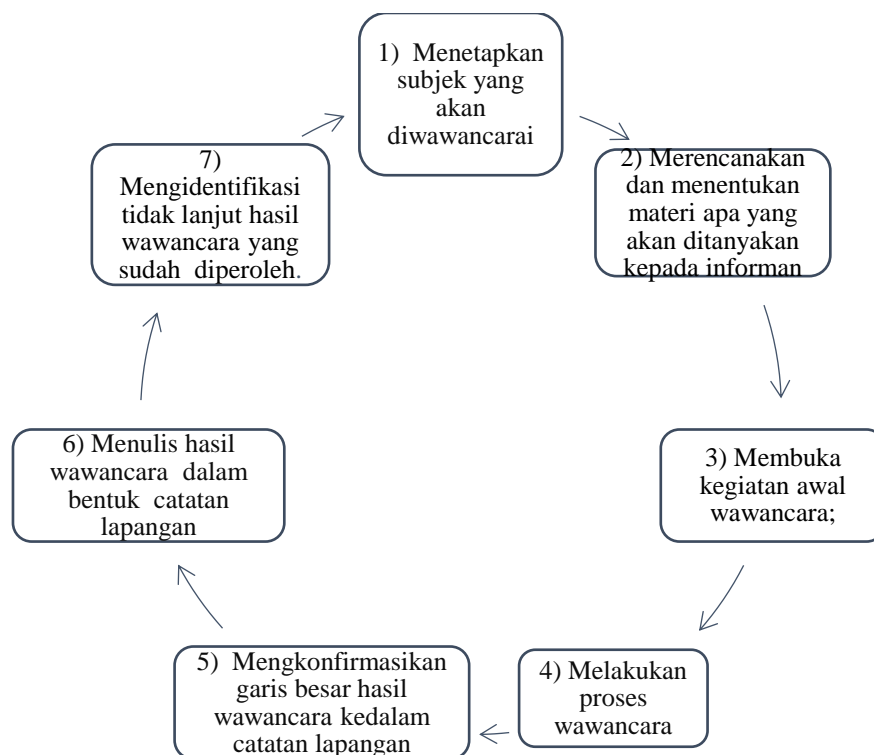 1) Menetapkan
subjek yang
akan
diwawancarai
2) Merencanakan
dan menentukan
materi apa yang
akan ditanyakan
kepada informan
3) Membuka
kegiatan awal
wawancara;
4) Melakukan
proses
wawancara
5) Mengkonfirmasikan
garis besar hasil
wawancara kedalam
catatan lapangan
6) Menulis hasil
wawancara dalam
bentuk catatan
lapangan
7)
Mengidentifikasi
tidak lanjut hasil
wawancara yang
sudah diperoleh.